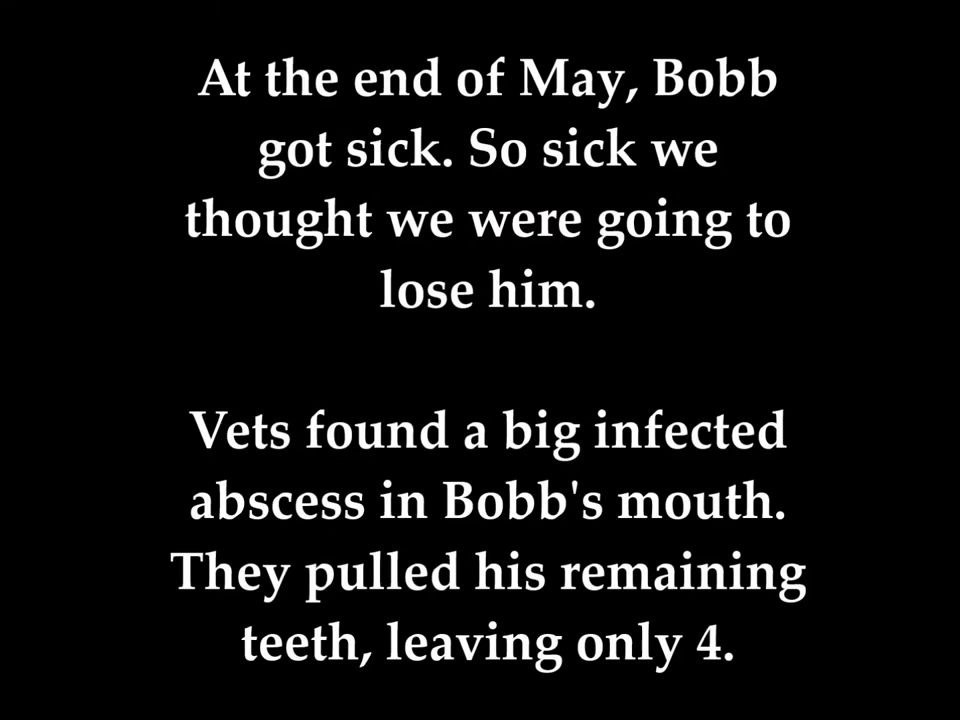 At the end of May, Bobb
got sick. So sick we
thought we were going to
lose him.
Vets found a big infected
abscess in Bobb's mouth.
They pulled his remaining
teeth, leaving only 4.